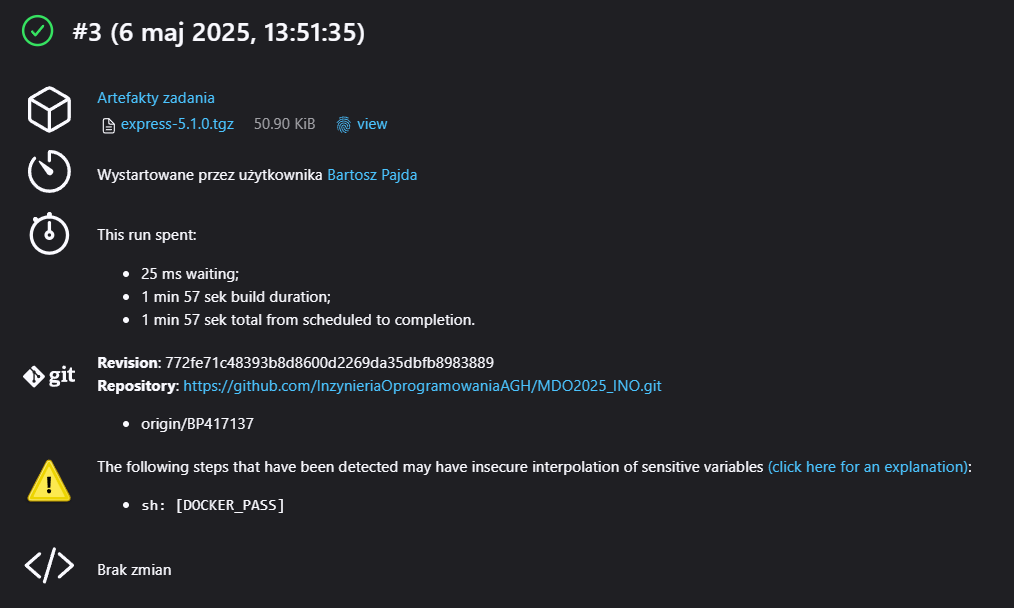 #3 (6 maj 2025, 13:51:35)
Artefakty zadania
express-5.1.0.tgz 50.90 KiB view
Wystartowane przez użytkownika Bartosz Pajda
This run spent:
• 25 ms waiting;
• 1 min 57 sek build duration;
• 1 min 57 sek total from scheduled to completion.
git
Revision: 772fe71c48393b8d8600d2269da35dbfb8983889
Repository: https://github.com/InzynieriaOprogramowaniaAGH/MDO2025_INO.git
• origin/BP417137
The following steps that have been detected may have insecure interpolation of sensitive variables (click here for an explanation):
• sh: [DOCKER_PASS]
Brak zmian